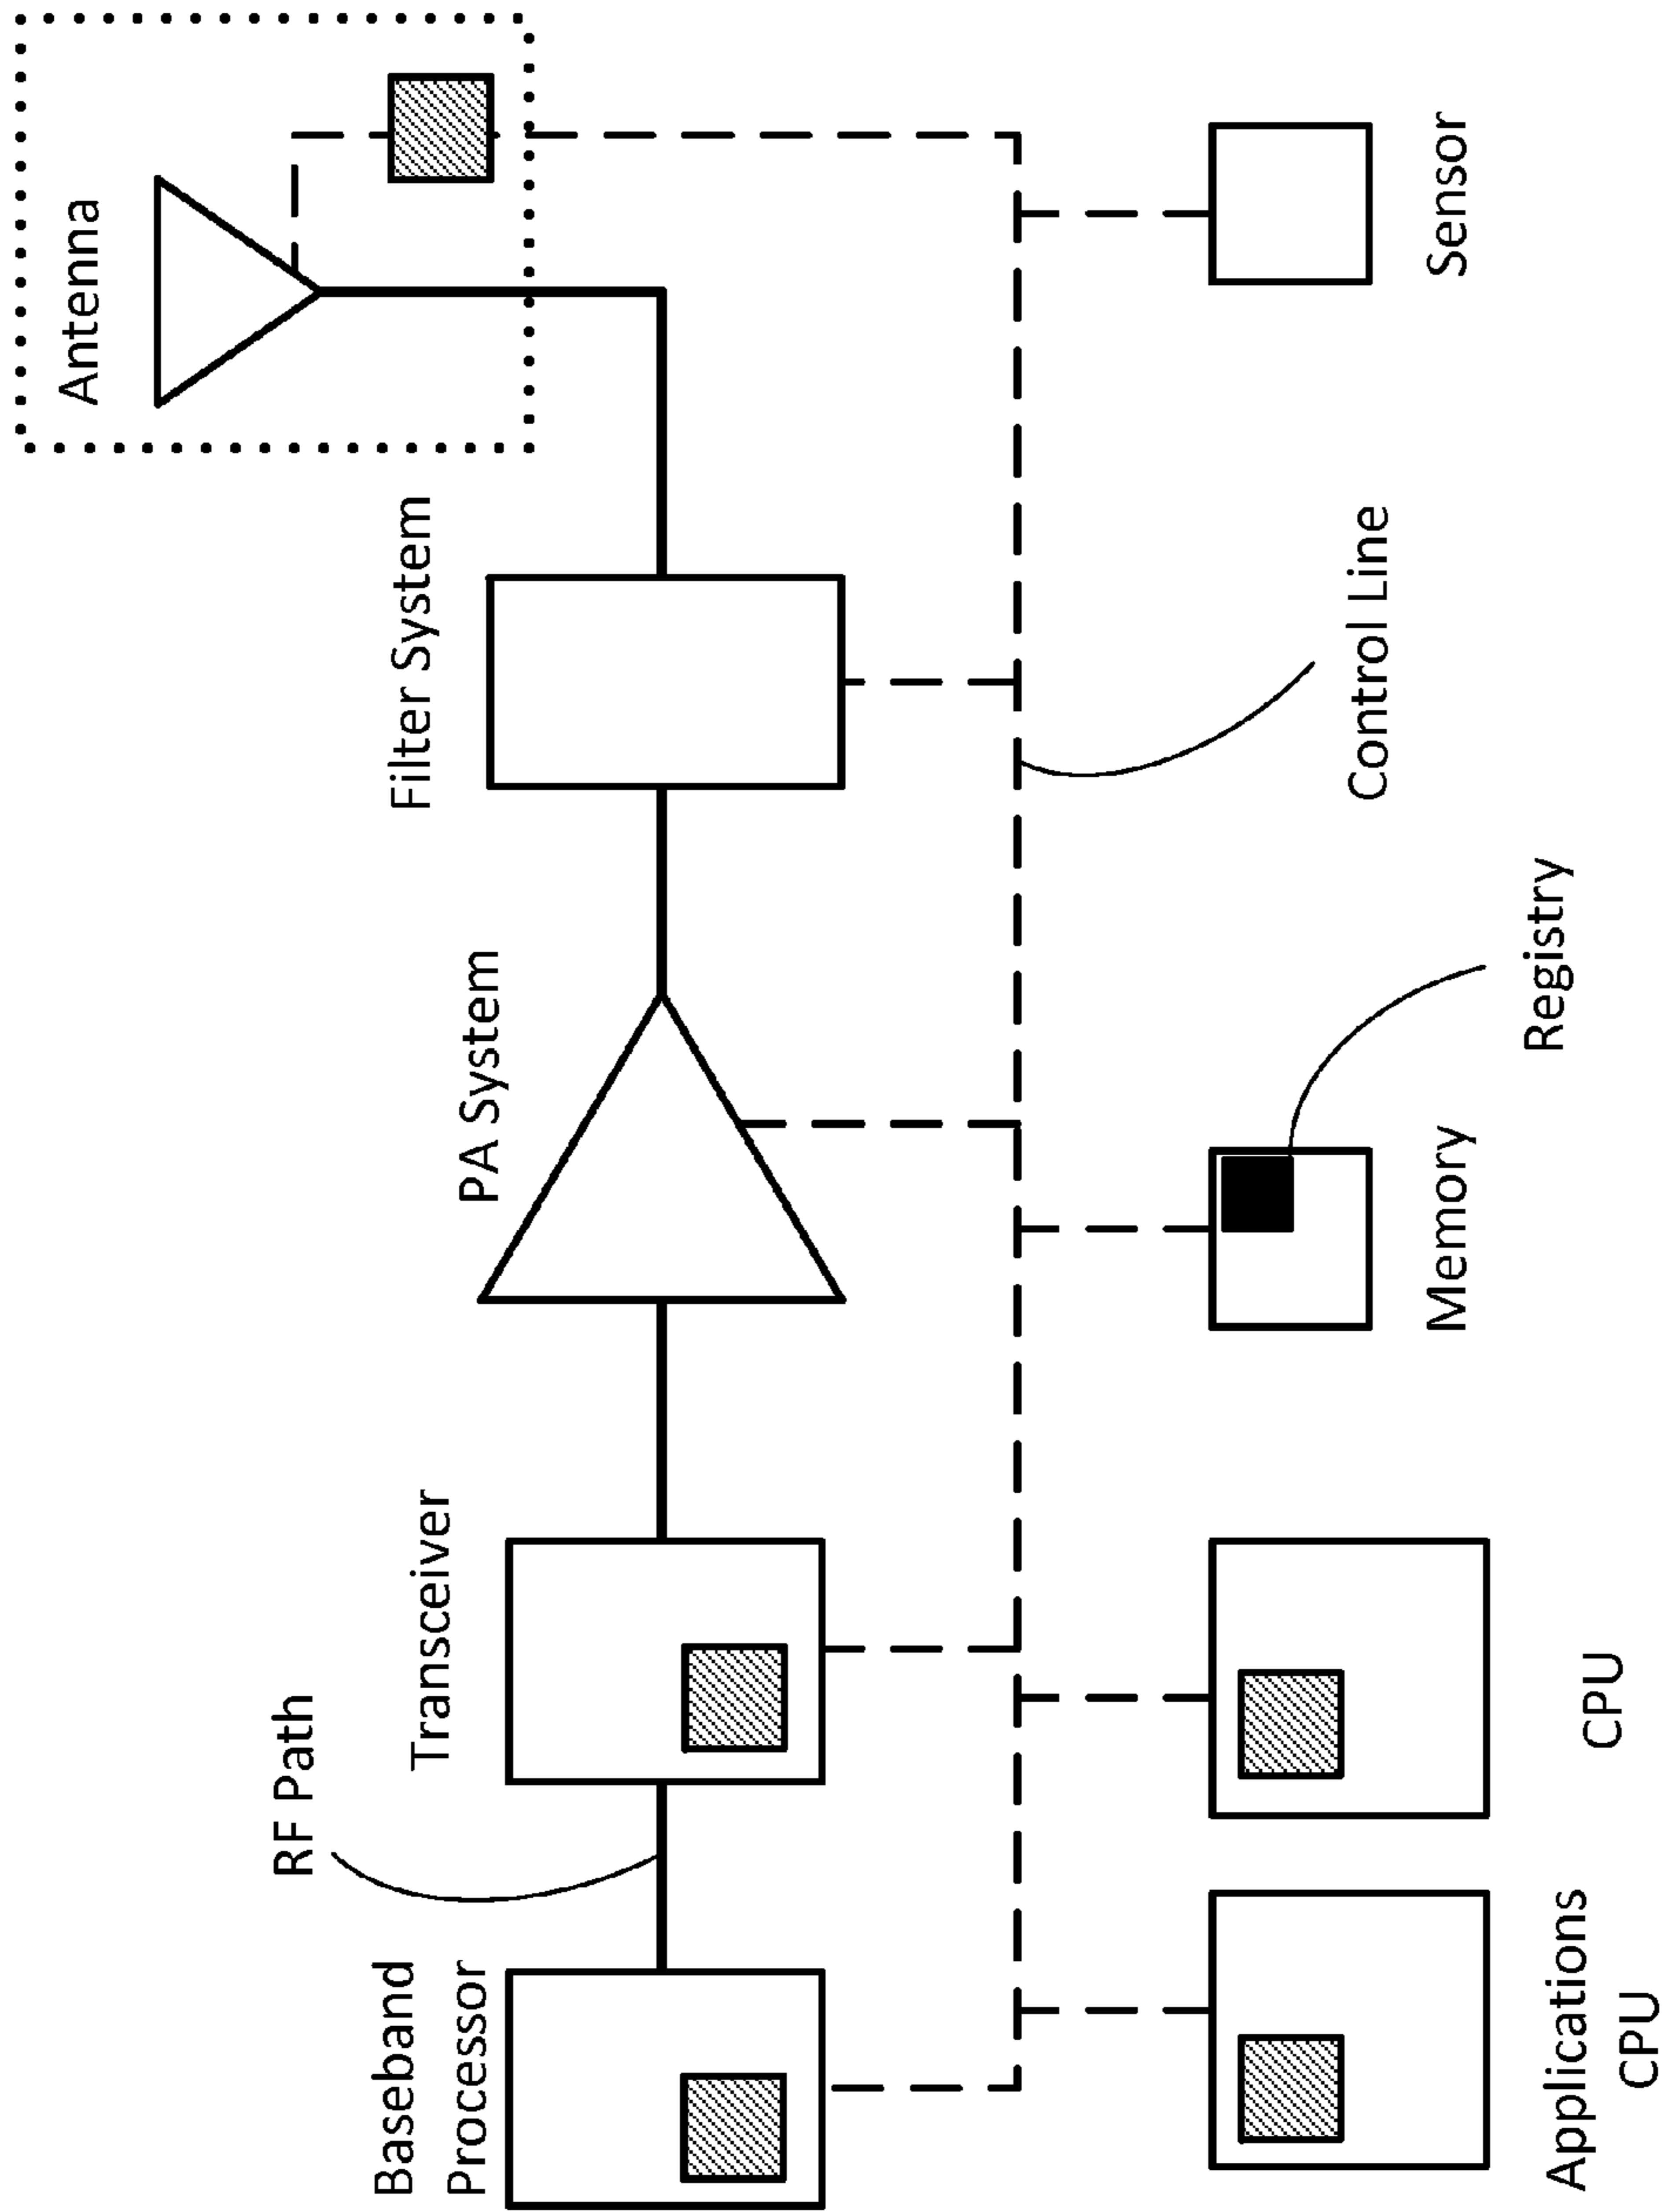 Antenna
Filter System
PA System
Transceiver
RF Path
Baseband
Processor
Sensor
Control Line
Registry
Memory
CPU
Applications
CPU